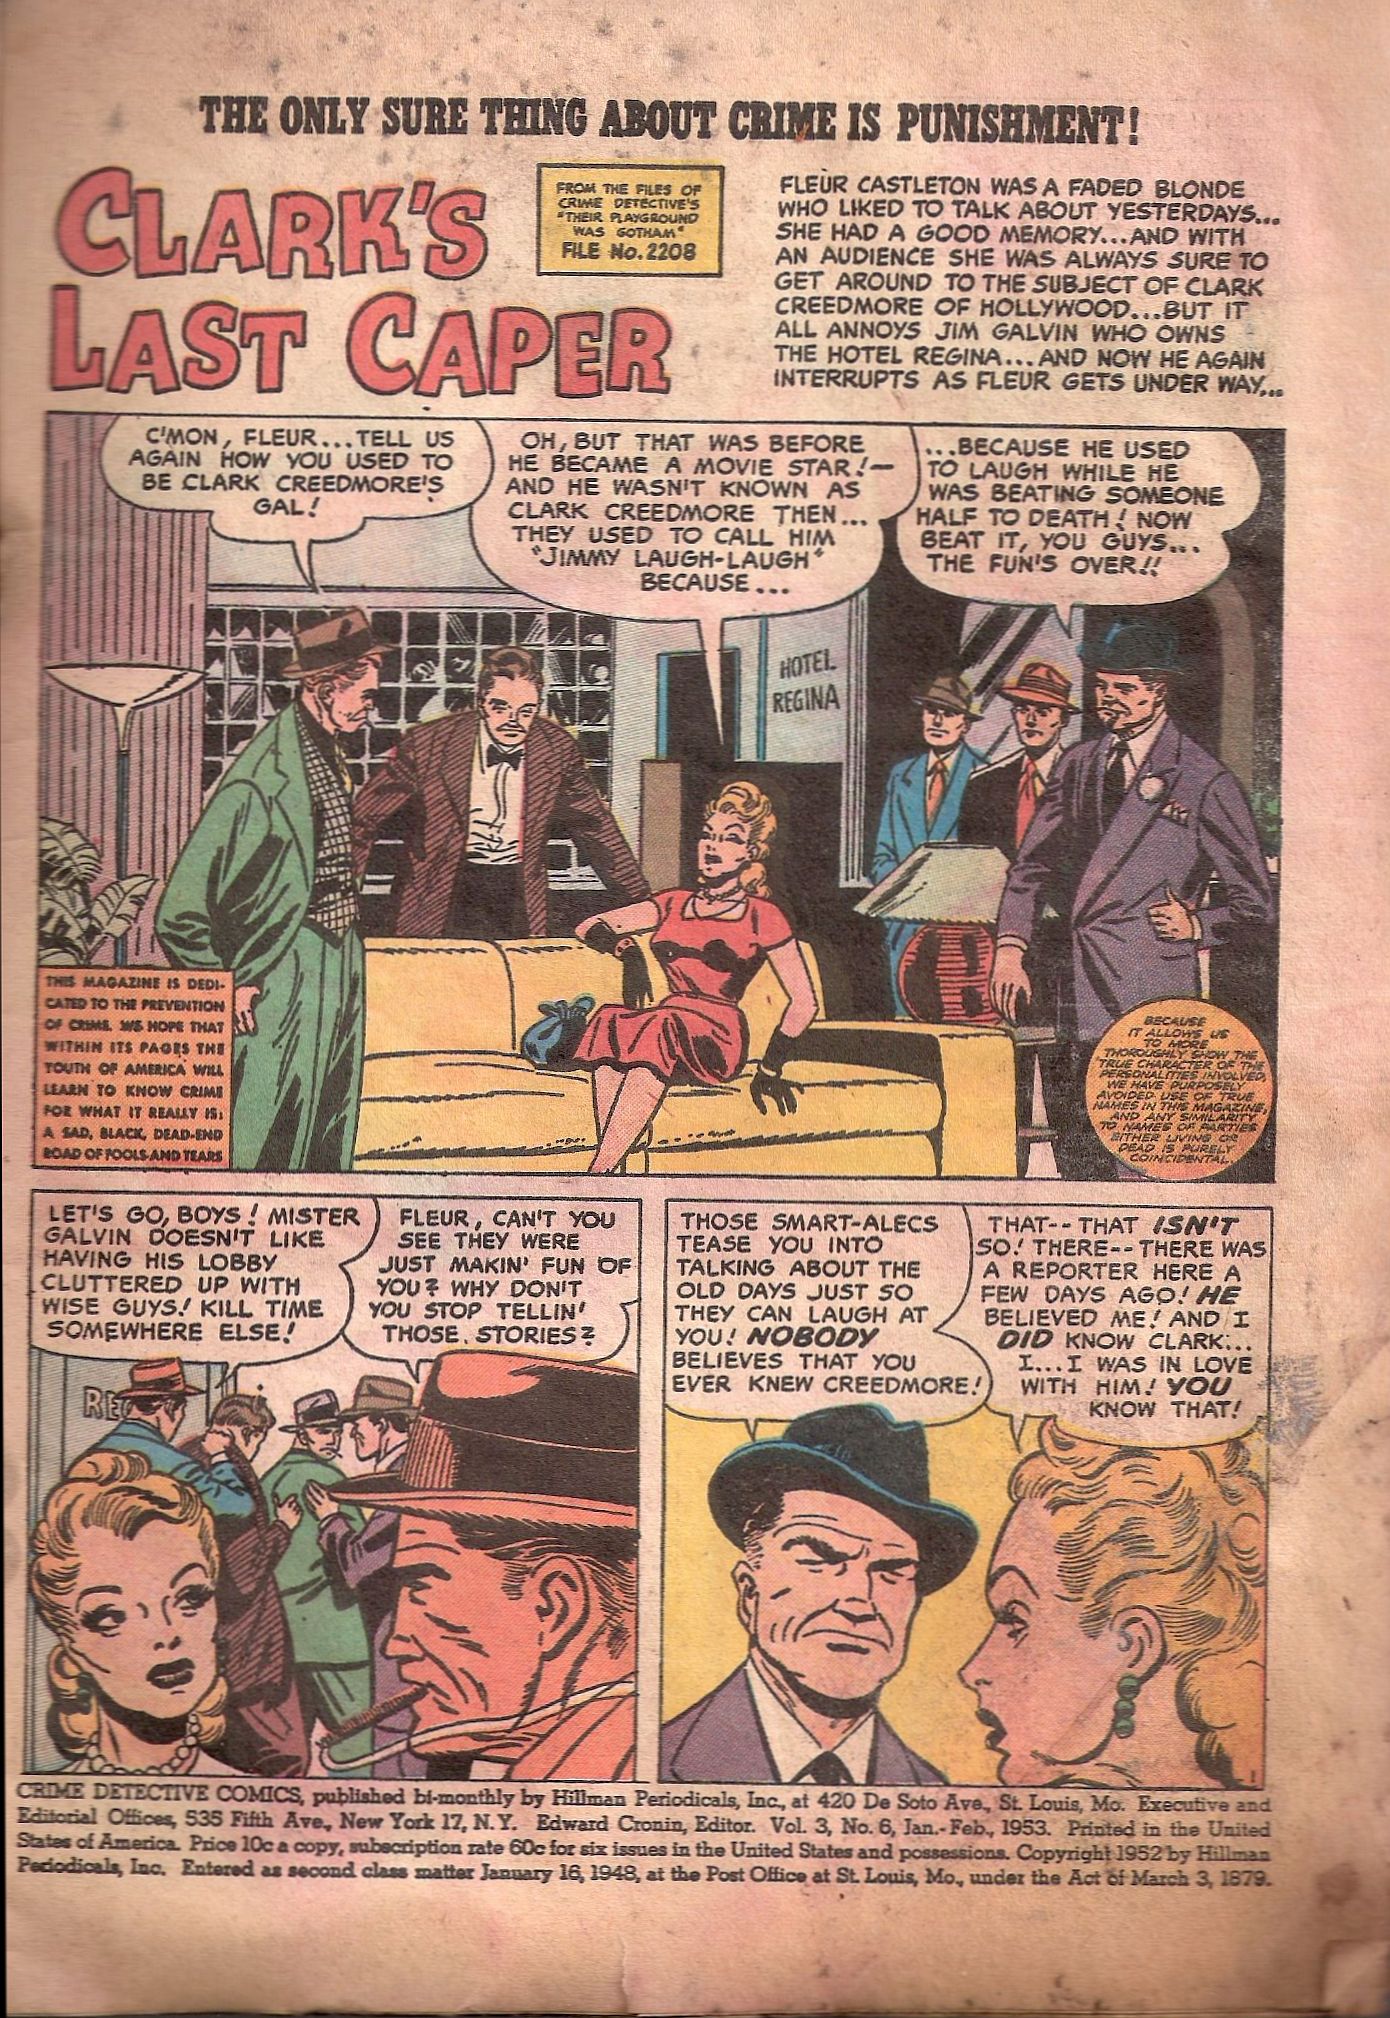 THE ONLY SURE THING ABOUT CRIME IS PUNISHMENT!
CLARK'S
LAST CAPER
FROM THE FILES OF
CRIME DETECTIVE'S
"THEIR PLAYGROUND
WAS GOTHAM"
FILE No. 2208
FLEUR CASTLETON WAS A FADED BLONDE
WHO LIKED TO TALK ABOUT YESTERDAYS...
SHE HAD A GOOD MEMORY...AND WITH
AN AUDIENCE SHE WAS ALWAYS SURE TO
GET AROUND TO THE SUBJECT OF CLARK
CREEDMORE OF HOLLYWOOD...BUT IT
ALL ANNOYS JIM GALVIN WHO OWNS
THE HOTEL REGINA...AND NOW HE AGAIN
INTERRUPTS AS FLEUR GETS UNDER WAY...
C'MON, FLEUR...TELL US
AGAIN HOW YOU USED TO
BE CLARK CREEDMORE'S
GAL!
OH, BUT THAT WAS BEFORE
HE BECAME A MOVIE STAR!—
AND HE WASN'T KNOWN AS
CLARK CREEDMORE THEN...
THEY USED TO CALL HIM
"JIMMY LAUGH-LAUGH"
BECAUSE...
...BECAUSE HE USED
TO LAUGH WHILE HE
WAS BEATING SOMEONE
HALF TO DEATH! NOW
BEAT IT, YOU GUYS...
THE FUN'S OVER!!
HOTEL
REGINA
THIS MAGAZINE IS DEDI-
CATED TO THE PREVENTION
OF CRIME. WE HOPE THAT
WITHIN ITS PAGES THE
YOUTH OF AMERICA WILL
LEARN TO KNOW CRIME
FOR WHAT IT REALLY IS:
A SAD, BLACK, DEAD-END
ROAD OF FOOLS AND TEARS
BECAUSE
IT ALLOWS US
TO MORE
THOROUGHLY SHOW THE
TRUE CHARACTER OF THE
PERSONALITIES INVOLVED,
WE HAVE PURPOSELY
AVOIDED USE OF TRUE
NAMES IN THIS MAGAZINE,
AND ANY SIMILARITY
TO NAMES OF PARTIES
EITHER LIVING OR
DEAD IS PURELY
COINCIDENTAL.
LET'S GO, BOYS! MISTER
GALVIN DOESN'T LIKE
HAVING HIS LOBBY
CLUTTERED UP WITH
WISE GUYS! KILL TIME
SOMEWHERE ELSE!
FLEUR, CAN'T YOU
SEE THEY WERE
JUST MAKIN' FUN OF
YOU? WHY DON'T
YOU STOP TELLIN'
THOSE STORIES?
RE
THOSE SMART-ALECS
TEASE YOU INTO
TALKING ABOUT THE
OLD DAYS JUST SO
THEY CAN LAUGH AT
YOU! NOBODY
BELIEVES THAT YOU
EVER KNEW CREEDMORE!
THAT--THAT ISN'T
SO! THERE--THERE WAS
A REPORTER HERE A
FEW DAYS AGO! HE
BELIEVED ME! AND I
DID KNOW CLARK...
I...I WAS IN LOVE
WITH HIM! YOU
KNOW THAT!
CRIME DETECTIVE COMICS, published bi-monthly by Hillman Periodicals, Inc., at 420 De Soto Ave., St. Louis, Mo. Executive and
Editorial Offices, 535 Fifth Ave., New York 17, N. Y. Edward Cronin, Editor. Vol. 3, No. 6, Jan.-Feb., 1953. Printed in the United
States of America. Price 10c a copy, subscription rate 60c for six issues in the United States and possessions. Copyright 1952 by Hillman
Periodicals, Inc. Entered as second class matter January 16, 1948, at the Post Office at St. Louis, Mo., under the Act of March 3, 1879.